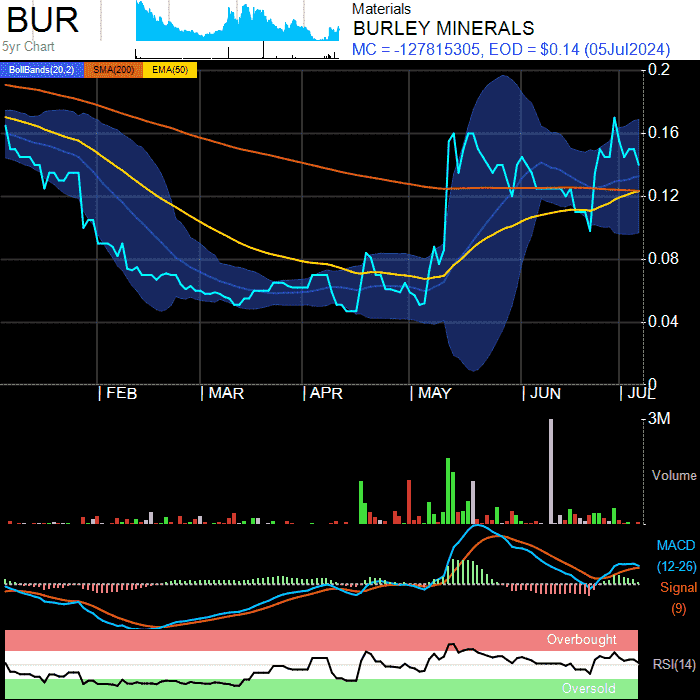 BUR
5yr Chart
Materials
BURLEY MINERALS
MC = -127815305, EOD = $0.14 (05Jul2024)
BollBands(20,2) SMA(200) EMA(50)
0.2
0.16
0.12
0.08
0.04
0
| FEB | MAR | APR | MAY | JUN | JUL
3M
Volume
MACD
(12-26)
Signal
(9)
Overbought
RSI(14)
Oversold